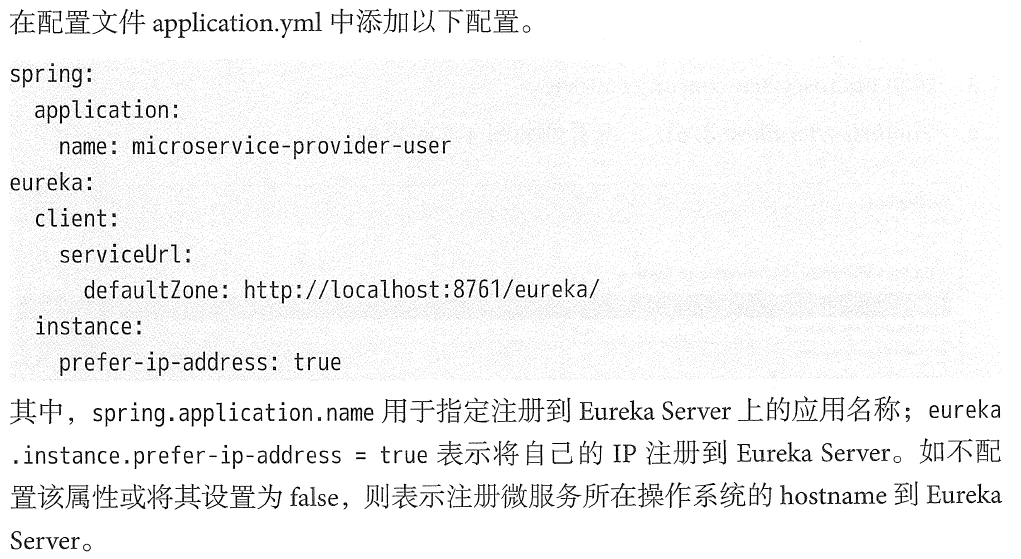 在配置文件 application.yml 中添加以下配置。
spring:
  application:
    name: microservice-provider-user
eureka:
  client:
    serviceUrl:
      defaultZone: http://localhost:8761/eureka/
  instance:
    prefer-ip-address: true
其中，spring.application.name 用于指定注册到 Eureka Server 上的应用名称；eureka
.instance.prefer-ip-address = true 表示将自己的 IP 注册到 Eureka Server。如不配
置该属性或将其设置为 false，则表示注册微服务所在操作系统的 hostname 到 Eureka
Server。